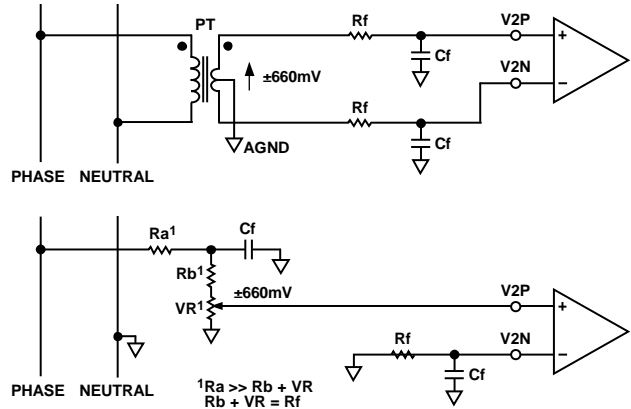 PT
Rf
V2P
Cf
+
±660mV
V2N
–
Rf
AGND
Cf
PHASE NEUTRAL
Ra¹
Cf
Rb¹
±660mV
V2P
VR¹
+
Rf
V2N
–
Cf
PHASE NEUTRAL
¹Ra >> Rb + VR
Rb + VR = Rf